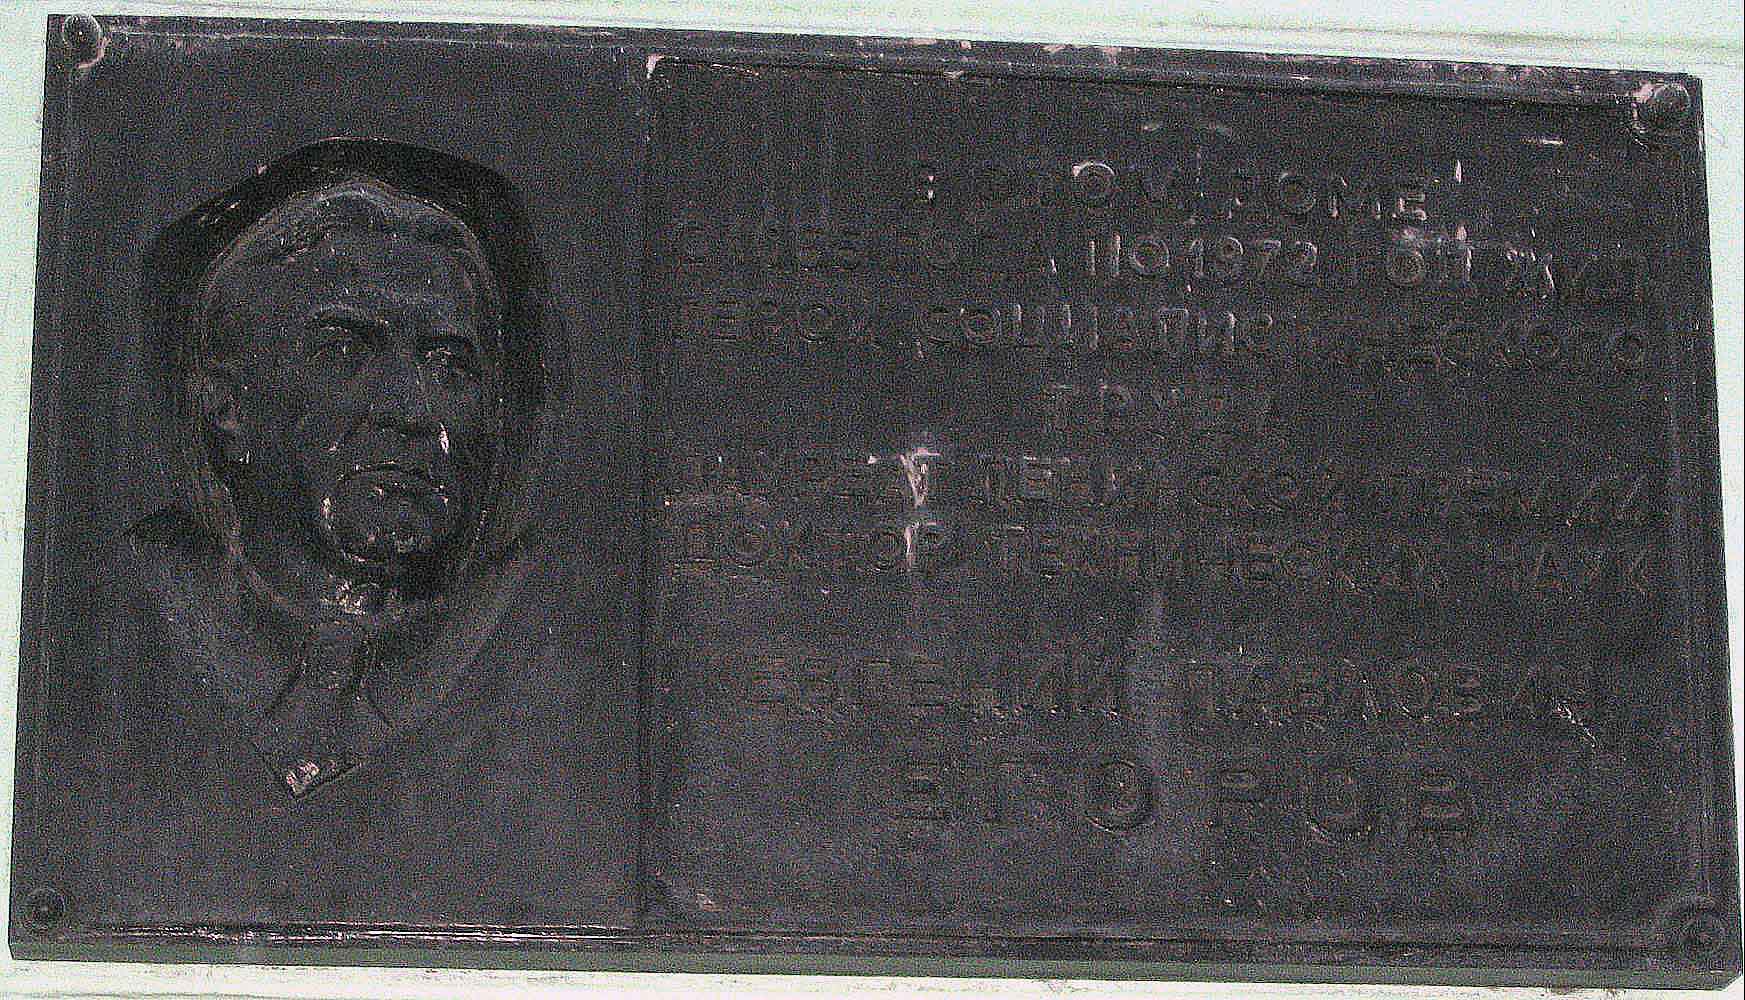 В ЭТОМ ДОМЕ
С ГОДА ПО 1972 ГОД ЖИЛ
ГЕРОЙ СОЦИАЛИСТИЧЕСКОГО
ТРУДА
ЛАУРЕАТ ЛЕНИНСКОЙ ПРЕМИИ
ДОКТОР ТЕХНИЧЕСКИХ НАУК
ЕВГЕНИЙ ПАВЛОВИЧ
ЕГОРОВ